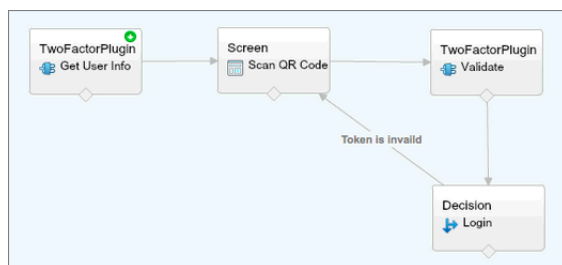 TwoFactorPlugin
Get User Info
Screen
Scan QR Code
TwoFactorPlugin
Validate
Token is invaild
Decision
Login